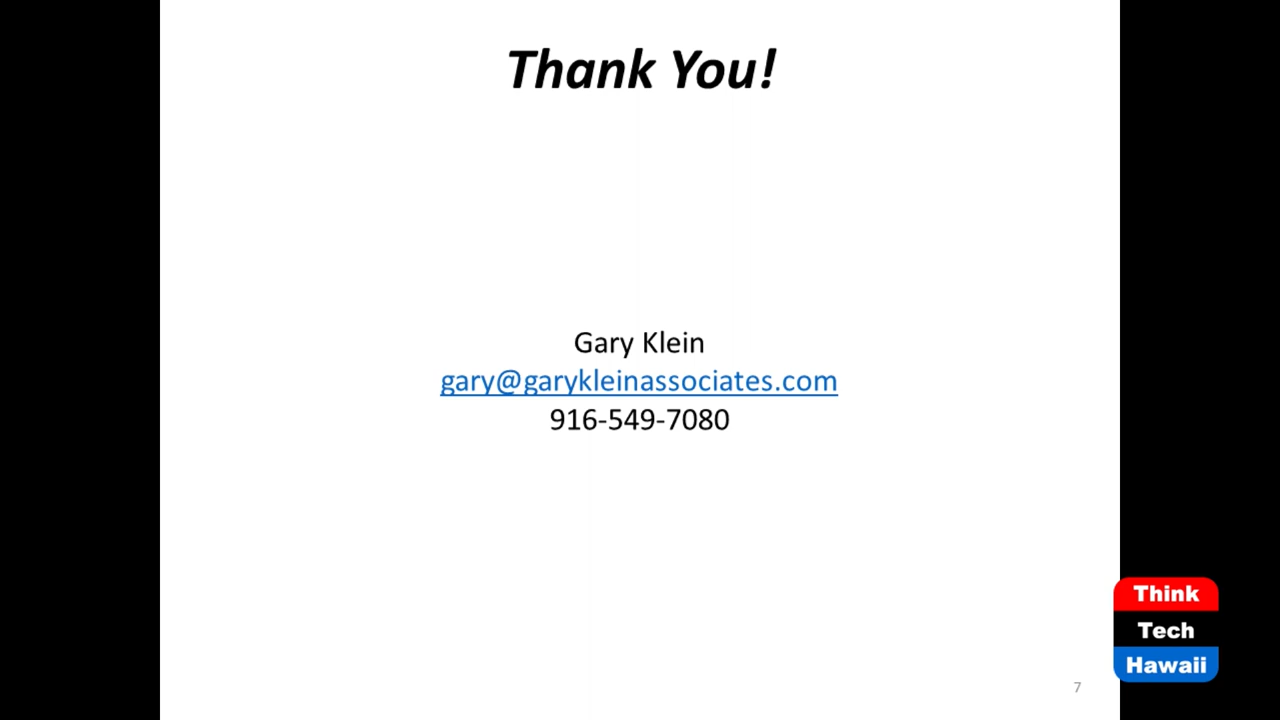 Thank You!
Gary Klein
gary@garykleinassociates.com
916-549-7080
Think
Tech
Hawaii
7